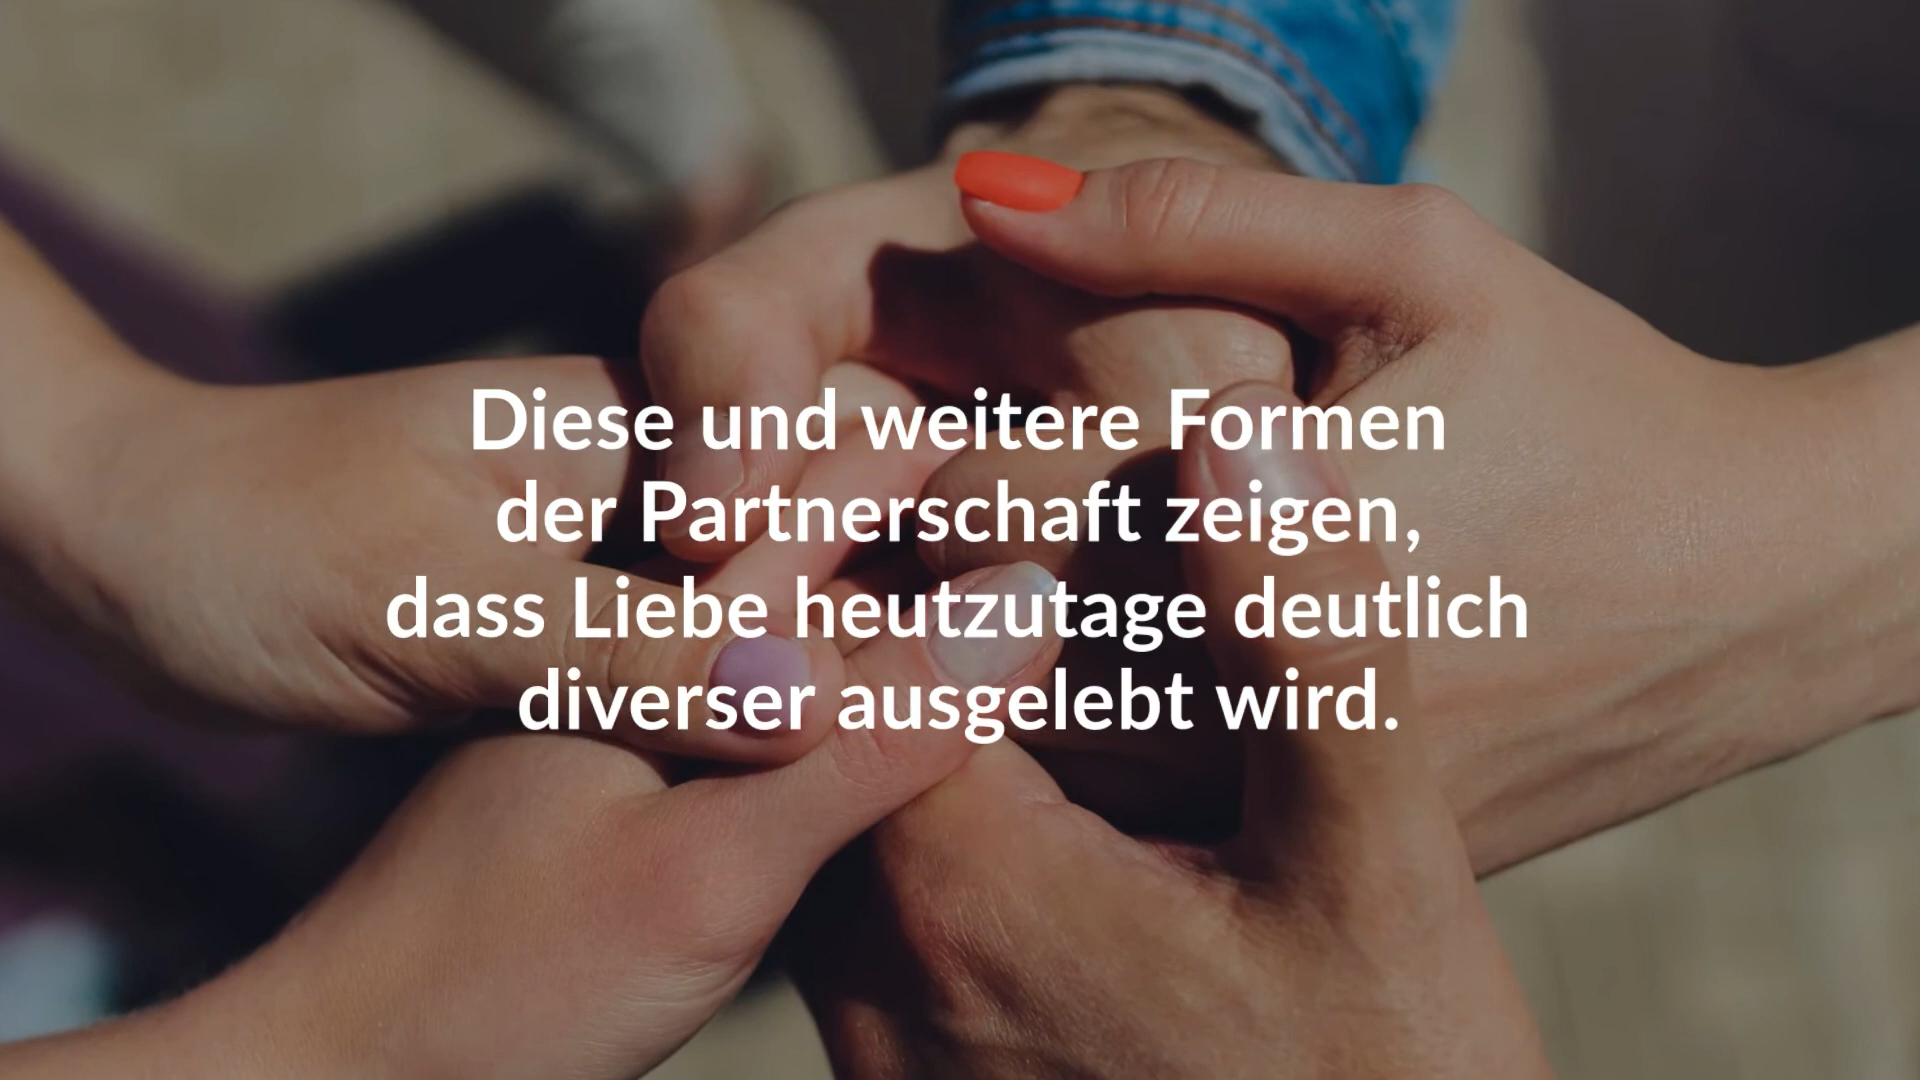 Diese und weitere Formen
der Partnerschaft zeigen,
dass Liebe heutzutage deutlich
diverser ausgelebt wird.